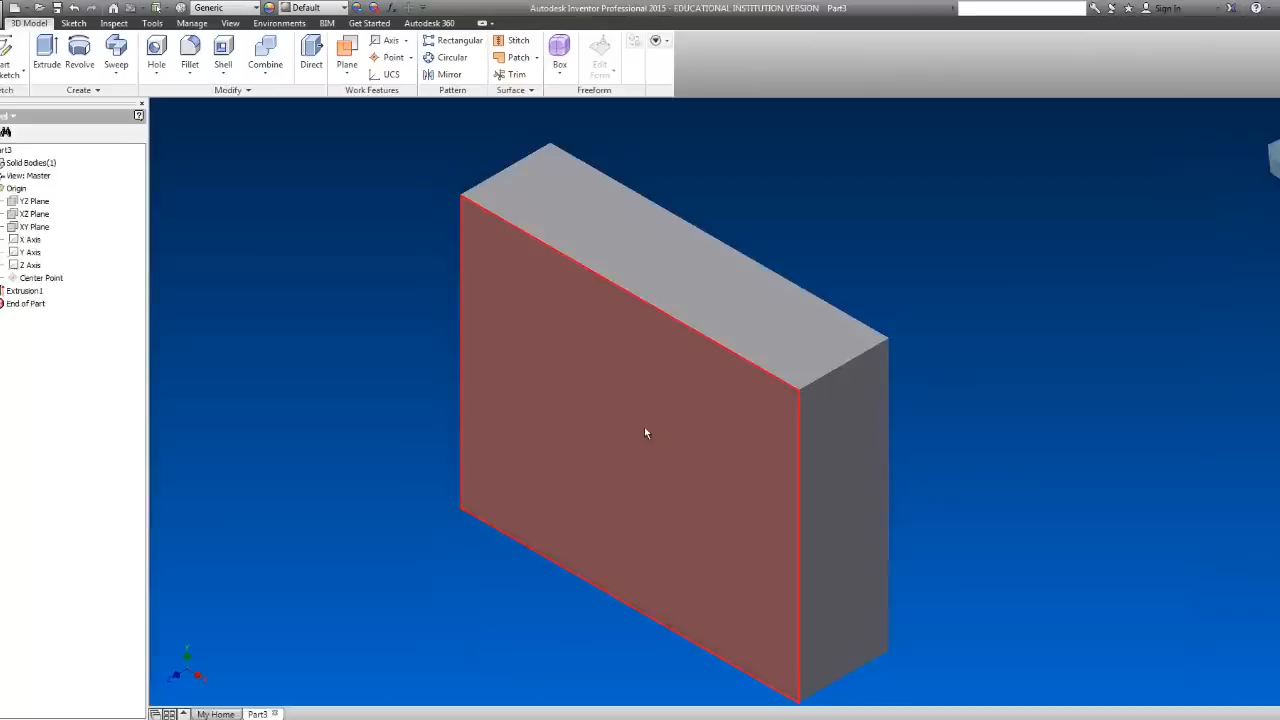 Generic Default Autodesk Inventor Professional 2015 - EDUCATIONAL INSTITUTION VERSION Part3 Sign In
3D Model Sketch Inspect Tools Manage View Environments BIM Get Started Autodesk 360
Extrude Revolve Sweep Hole Fillet Shell Combine Direct Plane Axis Point UCS Rectangular Circular Mirror Stitch Patch Trim Box Edit Form
Create Modify Work Features Pattern Surface Freeform
Solid Bodies(1)
View: Master
Origin
YZ Plane
XZ Plane
XY Plane
X Axis
Y Axis
Z Axis
Center Point
Extrusion1
End of Part
My Home Part3